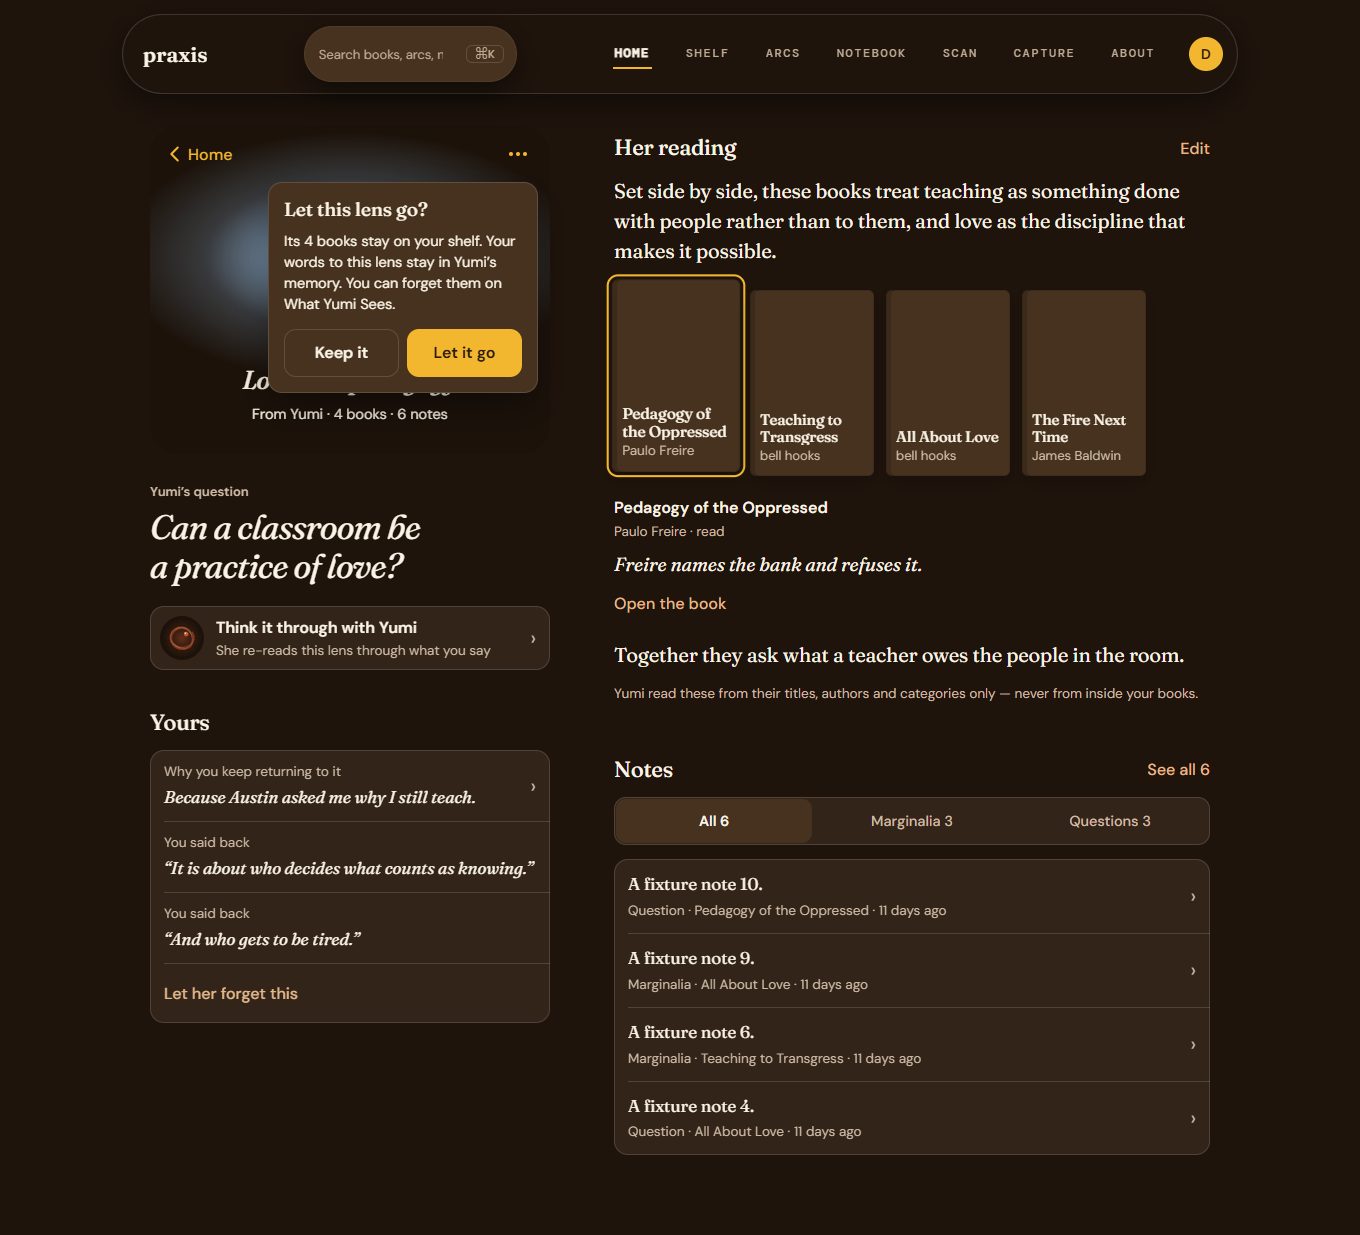 praxis
Search books, arcs, n
⌘K
HOME
SHELF
ARCS
NOTEBOOK
SCAN
CAPTURE
ABOUT
D
Home
Let this lens go?
Its 4 books stay on your shelf. Your
words to this lens stay in Yumi's
memory. You can forget them on
What Yumi Sees.
Keep it
Let it go
From Yumi · 4 books · 6 notes
Yumi's question
Can a classroom be
a practice of love?
Think it through with Yumi
She re-reads this lens through what you say
Yours
Why you keep returning to it
Because Austin asked me why I still teach.
You said back
“It is about who decides what counts as knowing.”
You said back
“And who gets to be tired.”
Let her forget this
Her reading
Edit
Set side by side, these books treat teaching as something done
with people rather than to them, and love as the discipline that
makes it possible.
Pedagogy of
the Oppressed
Paulo Freire
Teaching to
Transgress
bell hooks
All About Love
bell hooks
The Fire Next
Time
James Baldwin
Pedagogy of the Oppressed
Paulo Freire · read
Freire names the bank and refuses it.
Open the book
Together they ask what a teacher owes the people in the room.
Yumi read these from their titles, authors and categories only — never from inside your books.
Notes
See all 6
All 6
Marginalia 3
Questions 3
A fixture note 10.
Question · Pedagogy of the Oppressed · 11 days ago
A fixture note 9.
Marginalia · All About Love · 11 days ago
A fixture note 6.
Marginalia · Teaching to Transgress · 11 days ago
A fixture note 4.
Question · All About Love · 11 days ago